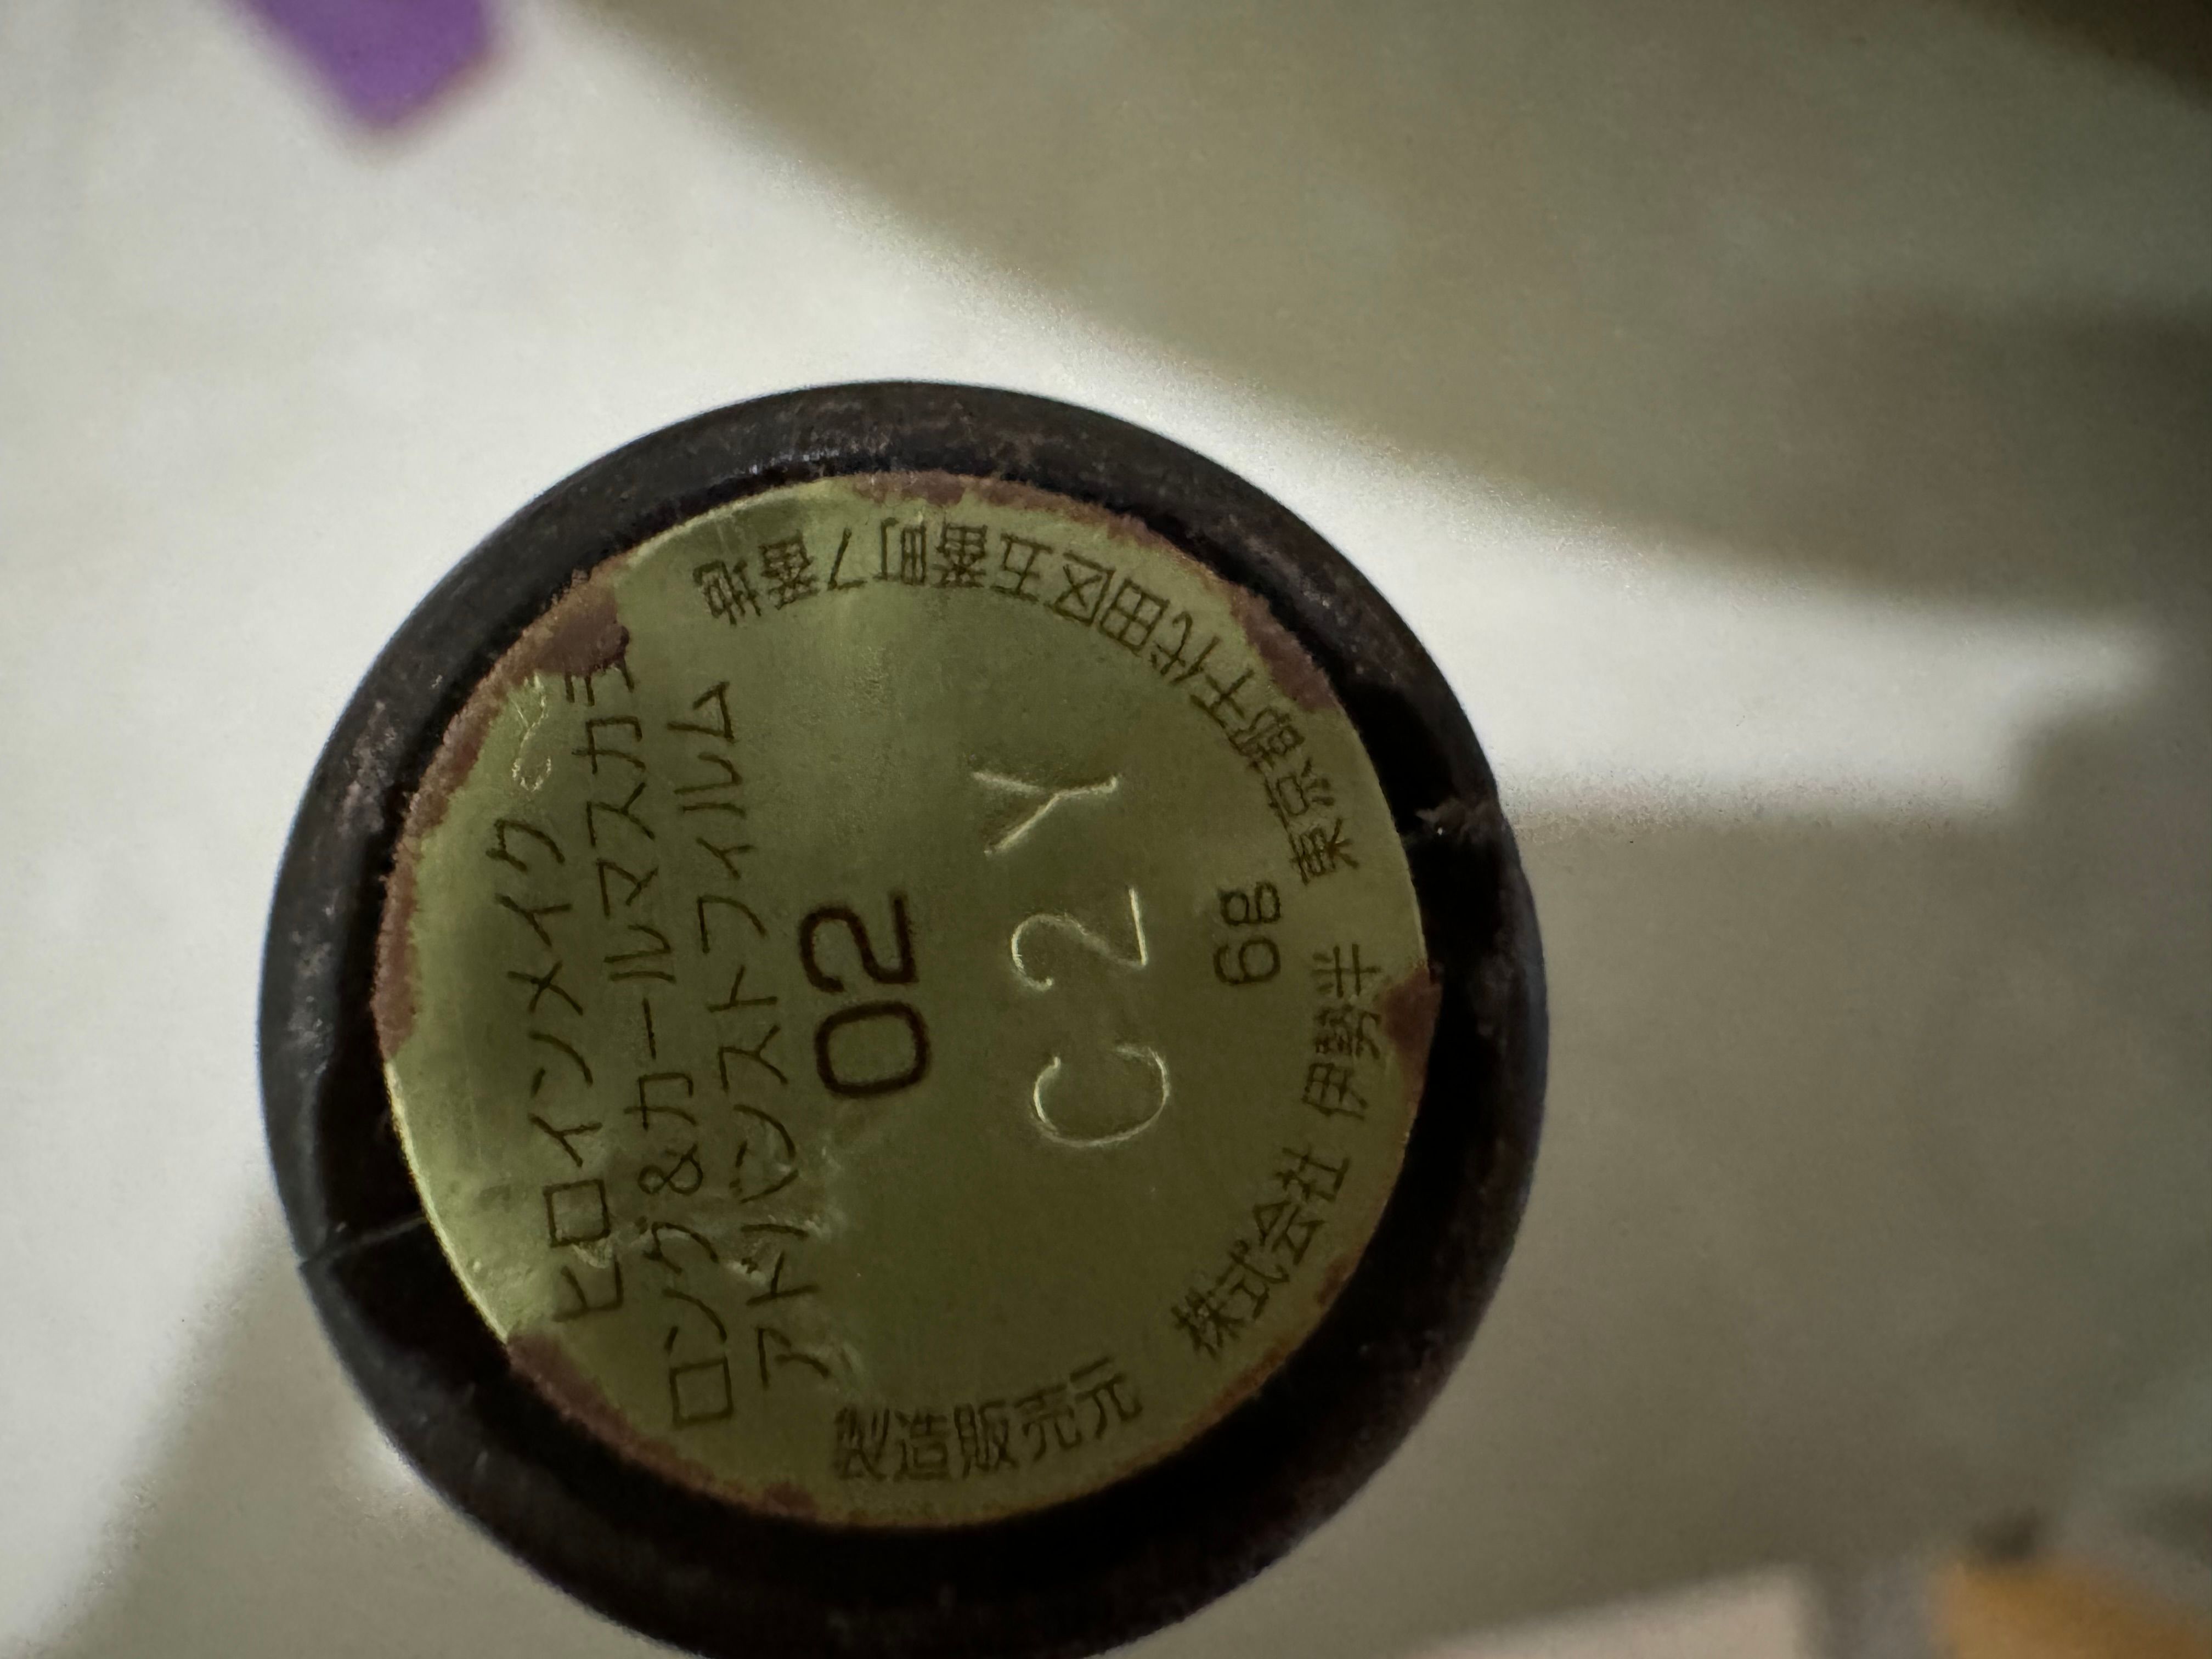 ヒロインメイク
ロング&カールマスカラ
アドバンストフィルム
02
C2Y
6g
製造販売元 株式会社 伊勢半 東京都千代田区五番町7番地